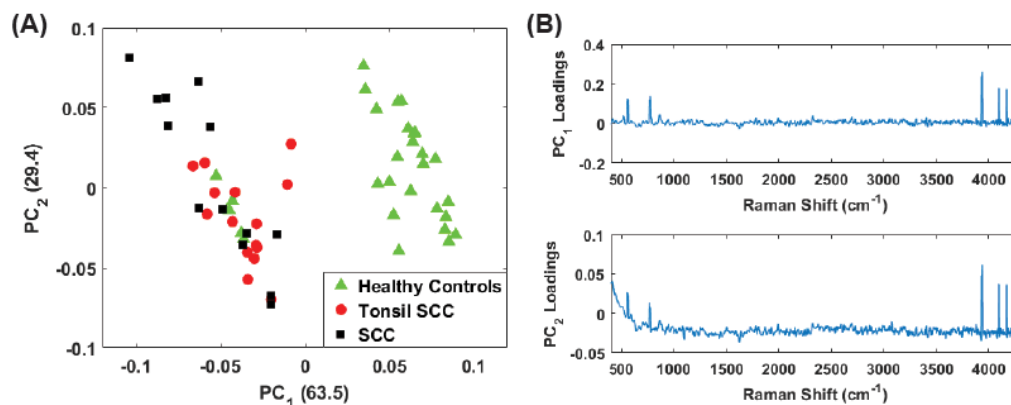 (A)
0.1
0.05
0
-0.05
-0.1
PC2 (29.4)
-0.1
-0.05
0
0.05
0.1
PC1 (63.5)
Healthy Controls
Tonsil SCC
SCC
(B)
0.4
0.2
0
-0.2
PC1 Loadings
500 1000 1500 2000 2500 3000 3500 4000
Raman Shift (cm-1)
0.1
0.05
0
-0.05
PC2 Loadings
500 1000 1500 2000 2500 3000 3500 4000
Raman Shift (cm-1)